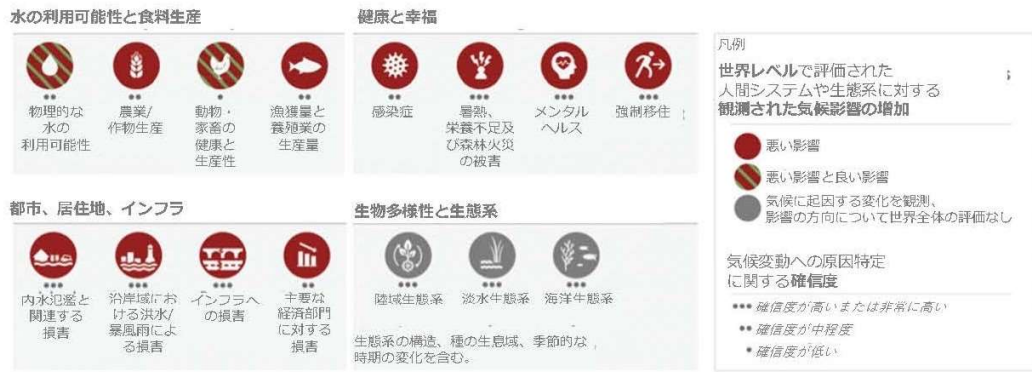 水の利用可能性と食料生産
物理的な
水の
利用可能性
農業/
作物生産
動物・
家畜の
健康と
生産性
漁獲量と
養殖業の
生産量
健康と幸福
感染症
暑熱、
栄養不足及
び森林火災
の被害
メンタル
ヘルス
強制移住
都市、居住地、インフラ
内水氾濫と
関連する
損害
沿岸域にお
ける洪水/
暴風雨によ
る損害
インフラへ
の損害
主要な
経済部門
に対する
損害
生物多様性と生態系
陸域生態系
淡水生態系
海洋生態系
生態系の構造、種の生息域、季節的な
時期の変化を含む。
凡例
世界レベルで評価された
人間システムや生態系に対する
観測された気候影響の増加
悪い影響
悪い影響と良い影響
気候に起因する変化を観測、
影響の方向について世界全体の評価なし
気候変動への原因特定
に関する確信度
••• 確信度が高いまたは非常に高い
•• 確信度が中程度
• 確信度が低い